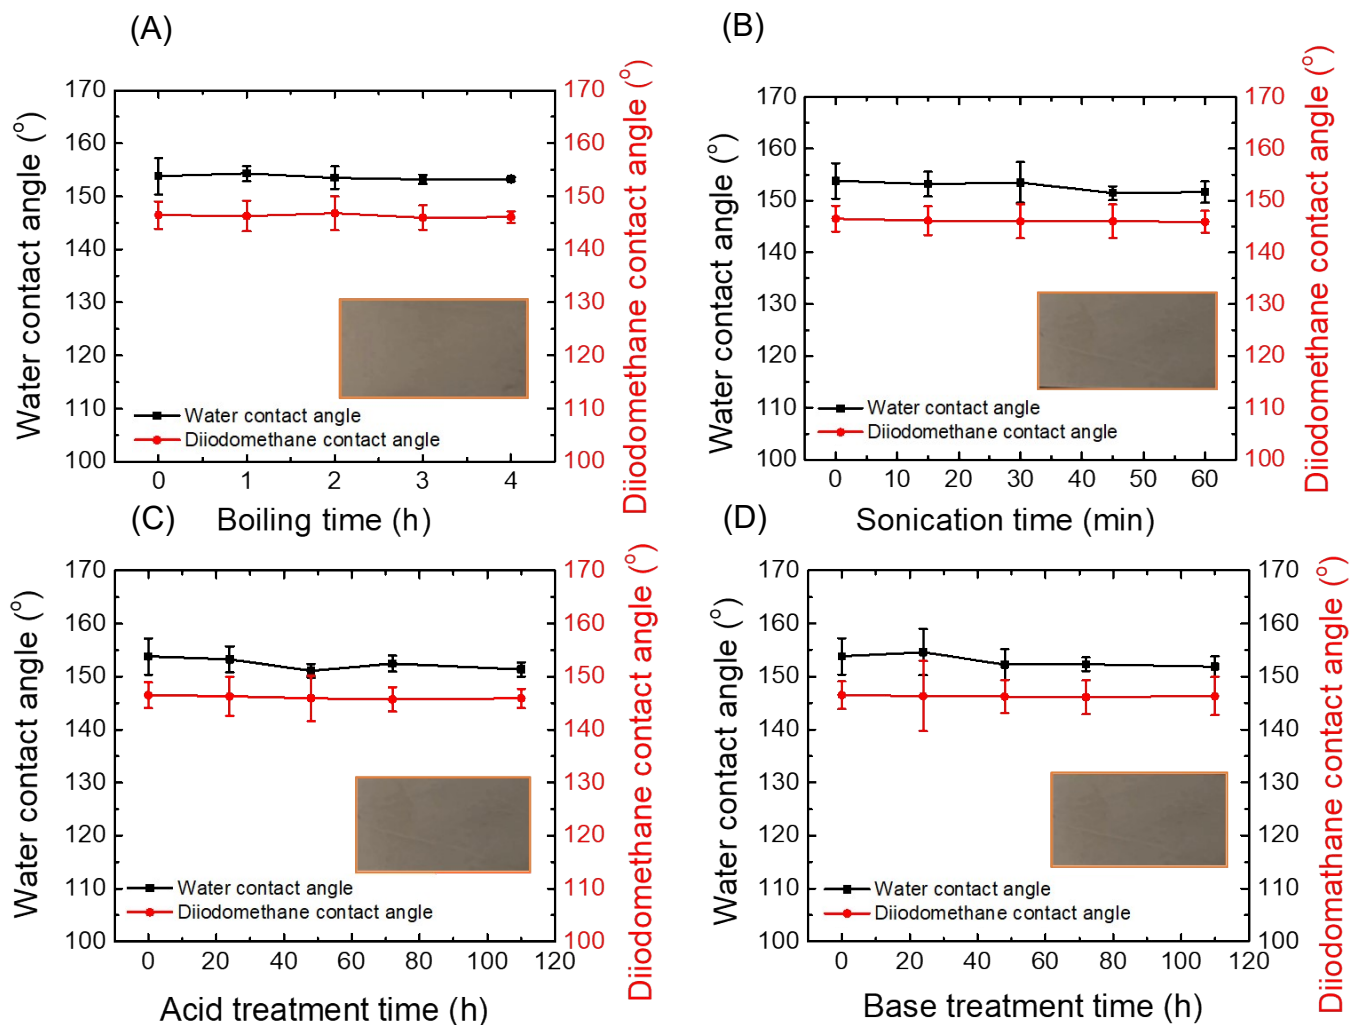 (A)
Water contact angle (°)
170
160
150
140
130
120
110
100
170
160
150
140
130
120
110
100
Diiodomethane contact angle (°)
Water contact angle
Diiodomethane contact angle
0 1 2 3 4
Boiling time (h)
(B)
Water contact angle (°)
170
160
150
140
130
120
110
100
170
160
150
140
130
120
110
100
Diiodomethane contact angle (°)
Water contact angle
Diiodomethane contact angle
0 10 20 30 40 50 60
Sonication time (min)
(C)
Water contact angle (°)
170
160
150
140
130
120
110
100
170
160
150
140
130
120
110
100
Diiodomethane contact angle (°)
Water contact angle
Diiodomethane contact angle
0 20 40 60 80 100 120
Acid treatment time (h)
(D)
Water contact angle (°)
170
160
150
140
130
120
110
100
170
160
150
140
130
120
110
100
Diiodomathane contact angle (°)
Water contact angle
Diiodomethane contact angle
0 20 40 60 80 100 120
Base treatment time (h)